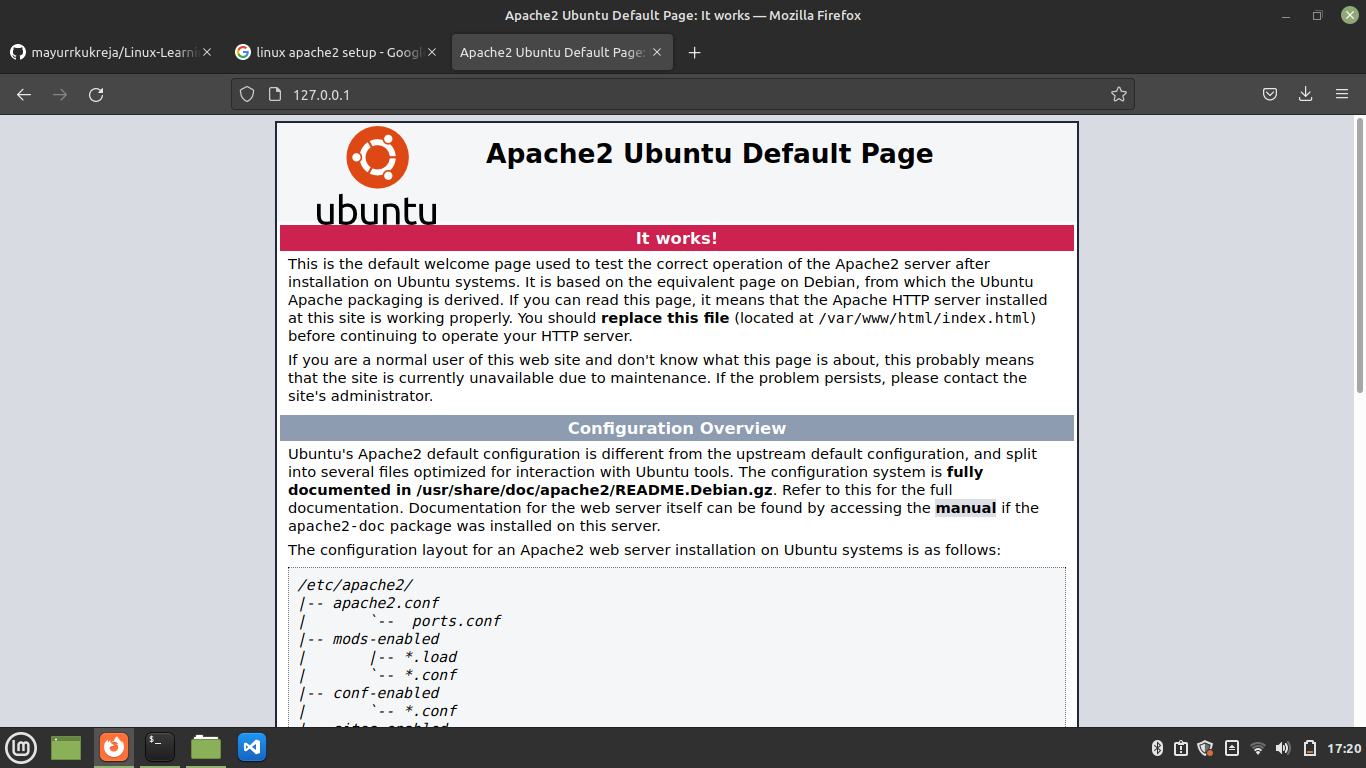 Apache2 Ubuntu Default Page: It works — Mozilla Firefox
mayurrkukreja/Linux-Learni
linux apache2 setup - Googl
Apache2 Ubuntu Default Page:
127.0.0.1
ubuntu
Apache2 Ubuntu Default Page
It works!
This is the default welcome page used to test the correct operation of the Apache2 server after
installation on Ubuntu systems. It is based on the equivalent page on Debian, from which the Ubuntu
Apache packaging is derived. If you can read this page, it means that the Apache HTTP server installed
at this site is working properly. You should replace this file (located at /var/www/html/index.html)
before continuing to operate your HTTP server.
If you are a normal user of this web site and don't know what this page is about, this probably means
that the site is currently unavailable due to maintenance. If the problem persists, please contact the
site's administrator.
Configuration Overview
Ubuntu's Apache2 default configuration is different from the upstream default configuration, and split
into several files optimized for interaction with Ubuntu tools. The configuration system is fully
documented in /usr/share/doc/apache2/README.Debian.gz. Refer to this for the full
documentation. Documentation for the web server itself can be found by accessing the manual if the
apache2-doc package was installed on this server.
The configuration layout for an Apache2 web server installation on Ubuntu systems is as follows:
/etc/apache2/
|-- apache2.conf
|       `--  ports.conf
|-- mods-enabled
|       |-- *.load
|       `-- *.conf
|-- conf-enabled
|       `-- *.conf
|-- sites-enabled
$_
17:20